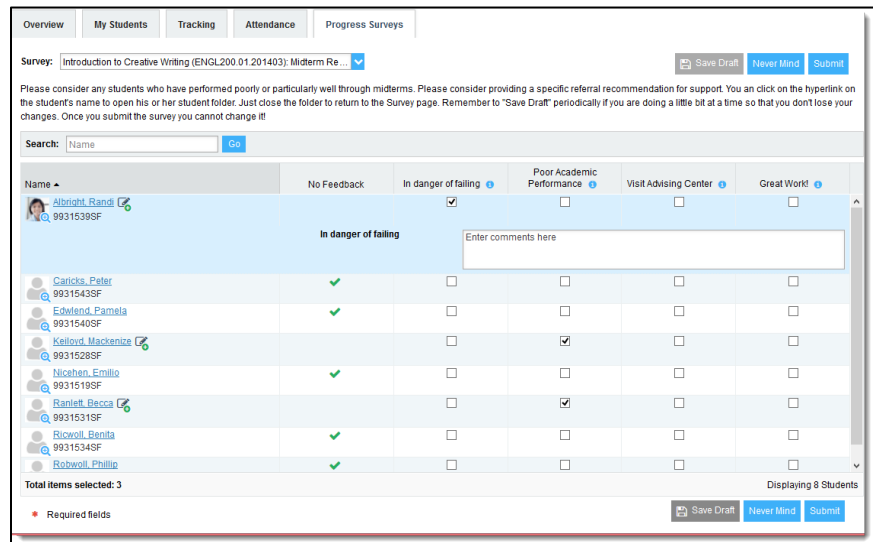 Overview My Students Tracking Attendance Progress Surveys
Survey: Introduction to Creative Writing (ENGL200.01.201403): Midterm Re... Save Draft Never Mind Submit
Please consider any students who have performed poorly or particularly well through midterms. Please consider providing a specific referral recommendation for support. You an click on the hyperlink on
the student's name to open his or her student folder. Just close the folder to return to the Survey page. Remember to "Save Draft" periodically if you are doing a little bit at a time so that you don't lose your
changes. Once you submit the survey you cannot change it!
Search: Name Go
Name No Feedback In danger of failing Poor Academic Performance Visit Advising Center Great Work!
Albright, Randi
9931539SF
In danger of failing Enter comments here
Caricks, Peter
9931543SF
Edwlend, Pamela
9931540SF
Keiloyd, Mackenize
9931528SF
Nicehen, Emilio
9931519SF
Ranlett, Becca
9931531SF
Ricwoll, Benita
9931534SF
Robwoll, Phillip
Total items selected: 3 Displaying 8 Students
* Required fields Save Draft Never Mind Submit